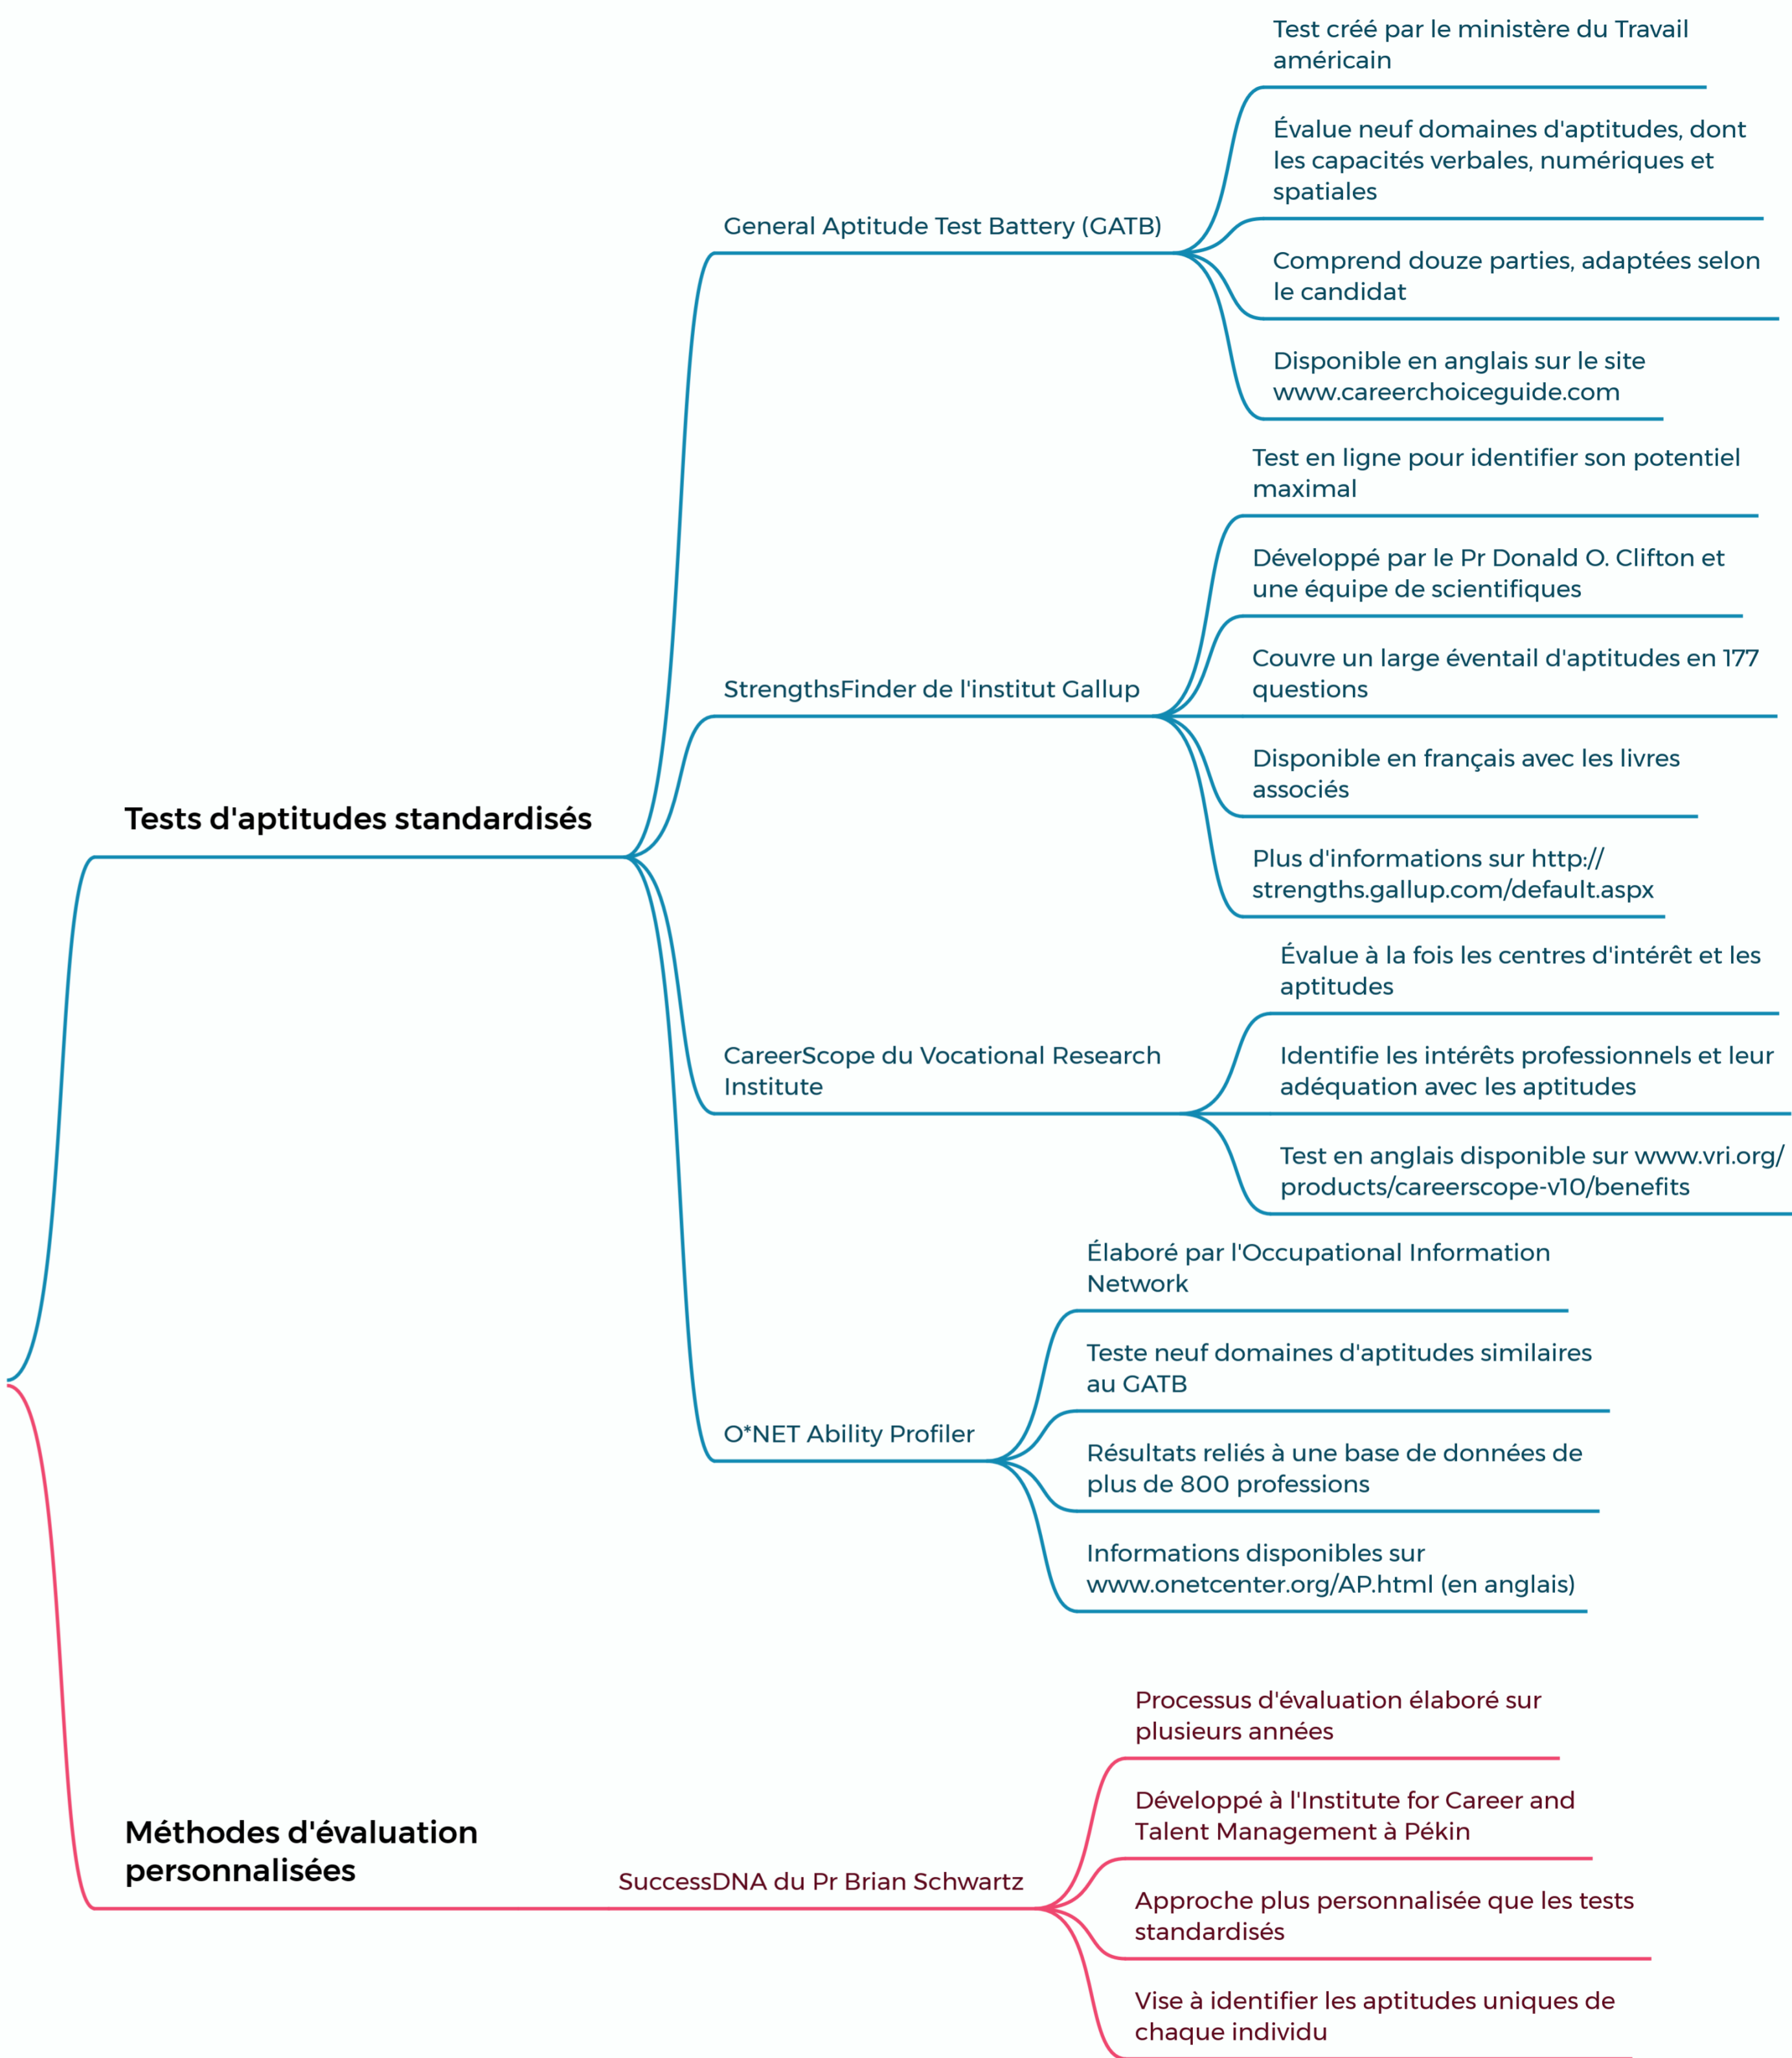 Tests d'aptitudes standardisés
General Aptitude Test Battery (GATB)
Test créé par le ministère du Travail
américain
Évalue neuf domaines d'aptitudes, dont
les capacités verbales, numériques et
spatiales
Comprend douze parties, adaptées selon
le candidat
Disponible en anglais sur le site
www.careerchoiceguide.com
StrengthsFinder de l'institut Gallup
Test en ligne pour identifier son potentiel
maximal
Développé par le Pr Donald O. Clifton et
une équipe de scientifiques
Couvre un large éventail d'aptitudes en 177
questions
Disponible en français avec les livres
associés
Plus d'informations sur http://
strengths.gallup.com/default.aspx
CareerScope du Vocational Research
Institute
Évalue à la fois les centres d'intérêt et les
aptitudes
Identifie les intérêts professionnels et leur
adéquation avec les aptitudes
Test en anglais disponible sur www.vri.org/
products/careerscope-v10/benefits
O*NET Ability Profiler
Élaboré par l'Occupational Information
Network
Teste neuf domaines d'aptitudes similaires
au GATB
Résultats reliés à une base de données de
plus de 800 professions
Informations disponibles sur
www.onetcenter.org/AP.html (en anglais)
Méthodes d'évaluation
personnalisées
SuccessDNA du Pr Brian Schwartz
Processus d'évaluation élaboré sur
plusieurs années
Développé à l'Institute for Career and
Talent Management à Pékin
Approche plus personnalisée que les tests
standardisés
Vise à identifier les aptitudes uniques de
chaque individu